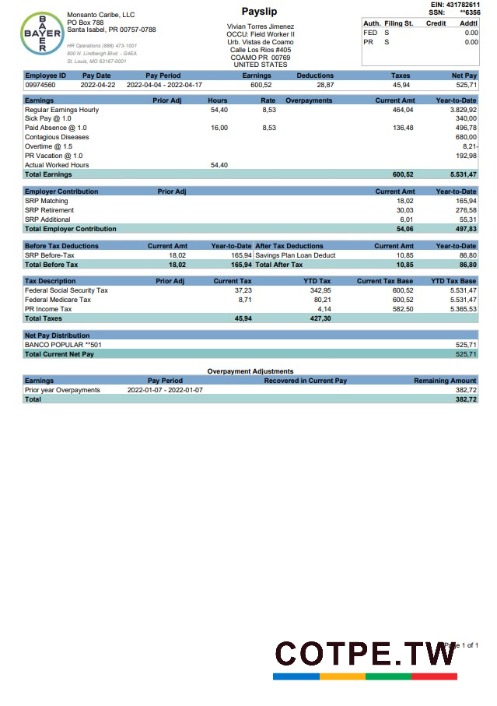 EIN: 431782611
SSN: **6356
BAYER
BAYER
Monsanto Caribe, LLC
PO Box 788
Santa Isabel, PR 00757-0788
HR Operations (888) 473-1001
800 N. Lindbergh Blvd. - G4EA
St. Louis, MO 63167-0001
Payslip
Vivian Torres Jimenez
OCCU: Field Worker II
Urb. Vistas de Coamo
Calle Los Rios #405
COAMO PR 00769
UNITED STATES
Auth. Filing St. Credit Addtl
FED S 0.00
PR S 0.00
Employee ID Pay Date Pay Period Earnings Deductions Taxes Net Pay
09974560 2022-04-22 2022-04-04 - 2022-04-17 600,52 28,87 45,94 525,71
Earnings Prior Adj Hours Rate Overpayments Current Amt Year-to-Date
Regular Earnings Hourly 54,40 8,53 464,04 3.829,92
Sick Pay @ 1.0 340,00
Paid Absence @ 1.0 16,00 8,53 136,48 496,78
Contagious Diseases 680,00
Overtime @ 1.5 8,21-
PR Vacation @ 1.0 192,98
Actual Worked Hours 54,40
Total Earnings 600,52 5.531,47
Employer Contribution Prior Adj Current Amt Year-to-Date
SRP Matching 18,02 165,94
SRP Retirement 30,03 276,58
SRP Additional 6,01 55,31
Total Employer Contribution 54,06 497,83
Before Tax Deductions Current Amt Year-to-Date After Tax Deductions Current Amt Year-to-Date
SRP Before-Tax 18,02 165,94 Savings Plan Loan Deduct 10,85 86,80
Total Before Tax 18,02 165,94 Total After Tax 10,85 86,80
Tax Description Prior Adj Current Tax YTD Tax Current Tax Base YTD Tax Base
Federal Social Security Tax 37,23 342,95 600,52 5.531,47
Federal Medicare Tax 8,71 80,21 600,52 5.531,47
PR Income Tax 4,14 582,50 5.365,53
Total Taxes 45,94 427,30
Net Pay Distribution
BANCO POPULAR **501 525,71
Total Current Net Pay 525,71
Overpayment Adjustments
Earnings Pay Period Recovered in Current Pay Remaining Amount
Prior year Overpayments 2022-01-07 - 2022-01-07 382,72
Total 382,72
Page 1 of 1
COTPE.TW